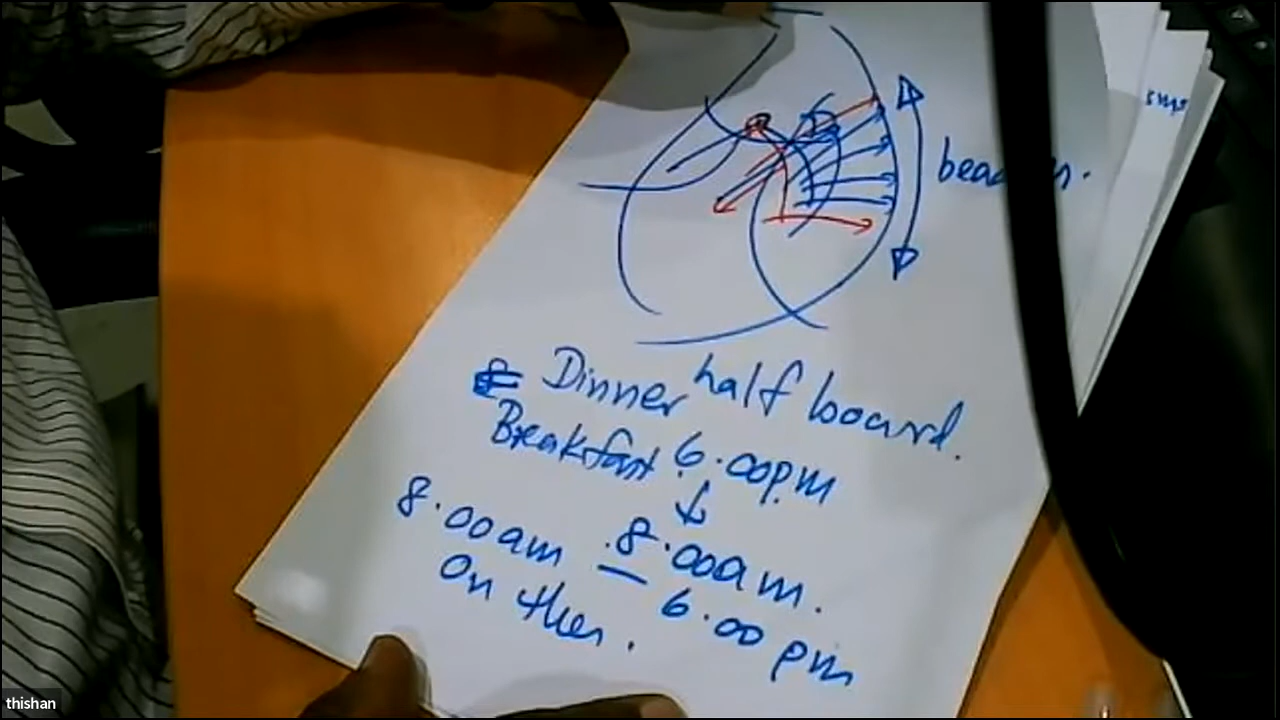 Dinner half board.
Breakfast 6.00pm
↓
8.00am.
8.00am — 6.00pm
On then.
thishan